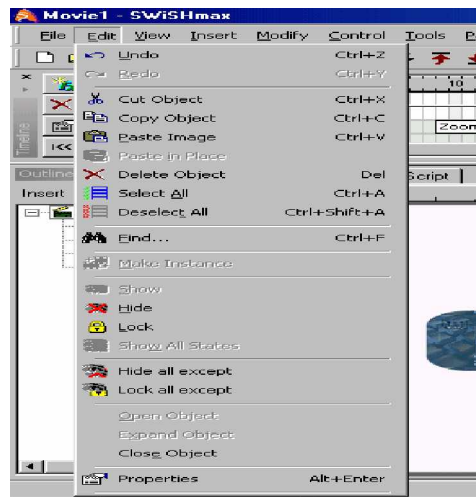 Movie1 - SWiSHmax
File Edit View Insert Modify Control Tools P
Undo Ctrl+Z
Redo Ctrl+Y
10
Cut Object Ctrl+X
Copy Object Ctrl+C
Zoom
Paste Image Ctrl+V
Timeline
Paste in Place
Outline
Delete Object Del
Script
Insert
Select All Ctrl+A
Deselect All Ctrl+Shift+A
Find... Ctrl+F
Make Instance
Show
Hide
Lock
Show All States
Hide all except
Lock all except
Open Object
Expand Object
Close Object
Properties Alt+Enter